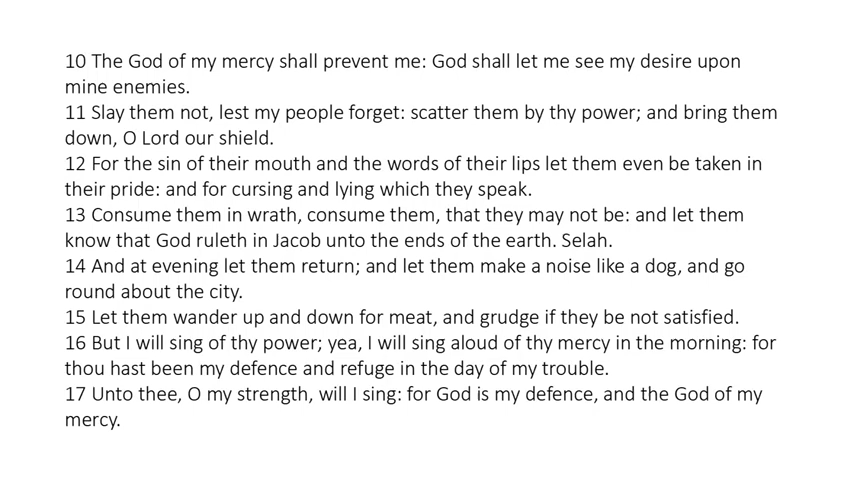 10 The God of my mercy shall prevent me: God shall let me see my desire upon
mine enemies.
11 Slay them not, lest my people forget: scatter them by thy power; and bring them
down, O Lord our shield.
12 For the sin of their mouth and the words of their lips let them even be taken in
their pride: and for cursing and lying which they speak.
13 Consume them in wrath, consume them, that they may not be: and let them
know that God ruleth in Jacob unto the ends of the earth. Selah.
14 And at evening let them return; and let them make a noise like a dog, and go
round about the city.
15 Let them wander up and down for meat, and grudge if they be not satisfied.
16 But I will sing of thy power; yea, I will sing aloud of thy mercy in the morning: for
thou hast been my defence and refuge in the day of my trouble.
17 Unto thee, O my strength, will I sing: for God is my defence, and the God of my
mercy.